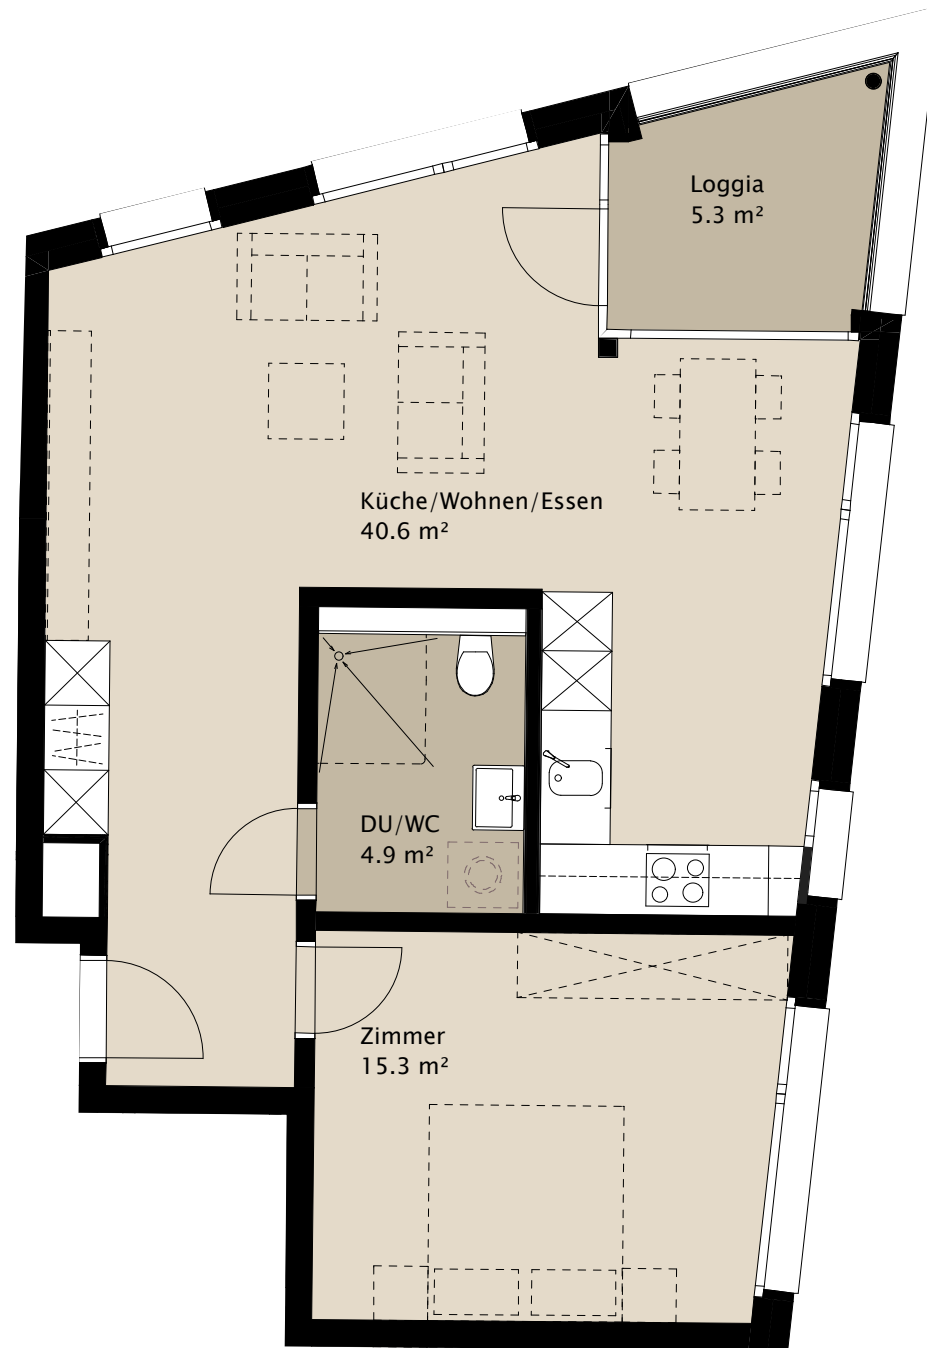 Loggia
5.3 m²
Küche/Wohnen/Essen
40.6 m²
DU/WC
4.9 m²
Zimmer
15.3 m²